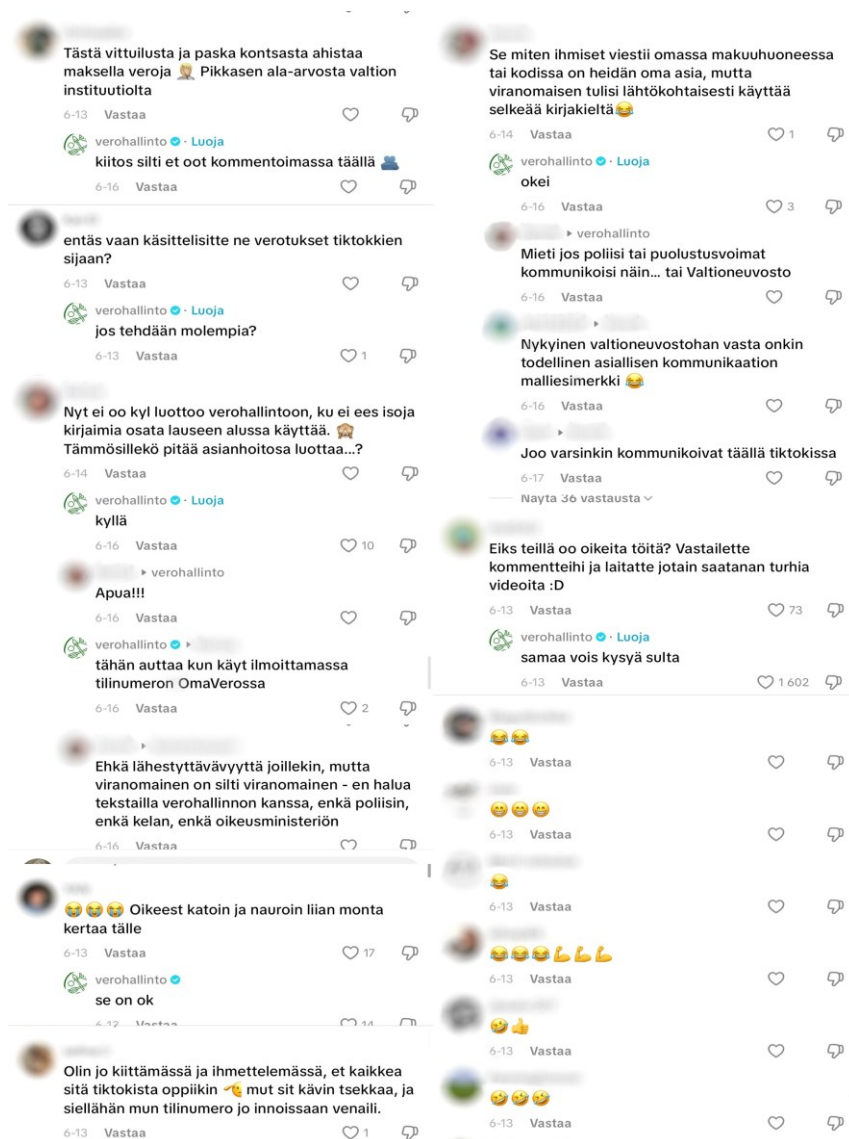 Tästä vittuilusta ja paska kontsasta ahistaa
maksella veroja 🤦🏼 Pikkasen ala-arvosta valtion
instituutiolta
6-13 Vastaa
verohallinto · Luoja
kiitos silti et oot kommentoimassa täällä 🫂
6-16 Vastaa
entäs vaan käsittelisitte ne verotukset tiktokkien
sijaan?
6-13 Vastaa
verohallinto · Luoja
jos tehdään molempia?
6-13 Vastaa 1
Nyt ei oo kyl luottoo verohallintoon, ku ei ees isoja
kirjaimia osata lauseen alussa käyttää. 🙈
Tämmösillekö pitää asianhoitosa luottaa...?
6-14 Vastaa
verohallinto · Luoja
kyllä
6-16 Vastaa 10
▸ verohallinto
Apua!!!
6-16 Vastaa
verohallinto ▸
tähän auttaa kun käyt ilmoittamassa
tilinumeron OmaVerossa
6-16 Vastaa 2
Ehkä lähestyttävävyyttä joillekin, mutta
viranomainen on silti viranomainen - en halua
tekstailla verohallinnon kanssa, enkä poliisin,
enkä kelan, enkä oikeusministeriön
6-16 Vastaa
😭😭😭 Oikeest katoin ja nauroin liian monta
kertaa tälle
6-13 Vastaa 17
verohallinto
se on ok
6-13 Vastaa 14
Olin jo kiittämässä ja ihmettelemässä, et kaikkea
sitä tiktokista oppiikin 🫡 mut sit kävin tsekkaa, ja
siellähän mun tilinumero jo innoissaan venaili.
6-13 Vastaa 1
Se miten ihmiset viestii omassa makuuhuoneessa
tai kodissa on heidän oma asia, mutta
viranomaisen tulisi lähtökohtaisesti käyttää
selkeää kirjakieltä😂
6-14 Vastaa 1
verohallinto · Luoja
okei
6-16 Vastaa 3
▸ verohallinto
Mieti jos poliisi tai puolustusvoimat
kommunikoisi näin... tai Valtioneuvosto
6-16 Vastaa
Nykyinen valtioneuvostohan vasta onkin
todellinen asiallisen kommunikaation
malliesimerkki 😂
6-16 Vastaa
Joo varsinkin kommunikoivat täällä tiktokissa
6-17 Vastaa
Näytä 36 vastausta
Eiks teillä oo oikeita töitä? Vastailette
kommentteihi ja laitatte jotain saatanan turhia
videoita :D
6-13 Vastaa 73
verohallinto · Luoja
samaa vois kysyä sulta
6-13 Vastaa 1 602
😂😂
6-13 Vastaa
😁😁😁
6-13 Vastaa
😂
6-13 Vastaa
😂😂😂💪💪💪
6-13 Vastaa
🤣👍
6-13 Vastaa
🤣🤣🤣
6-13 Vastaa